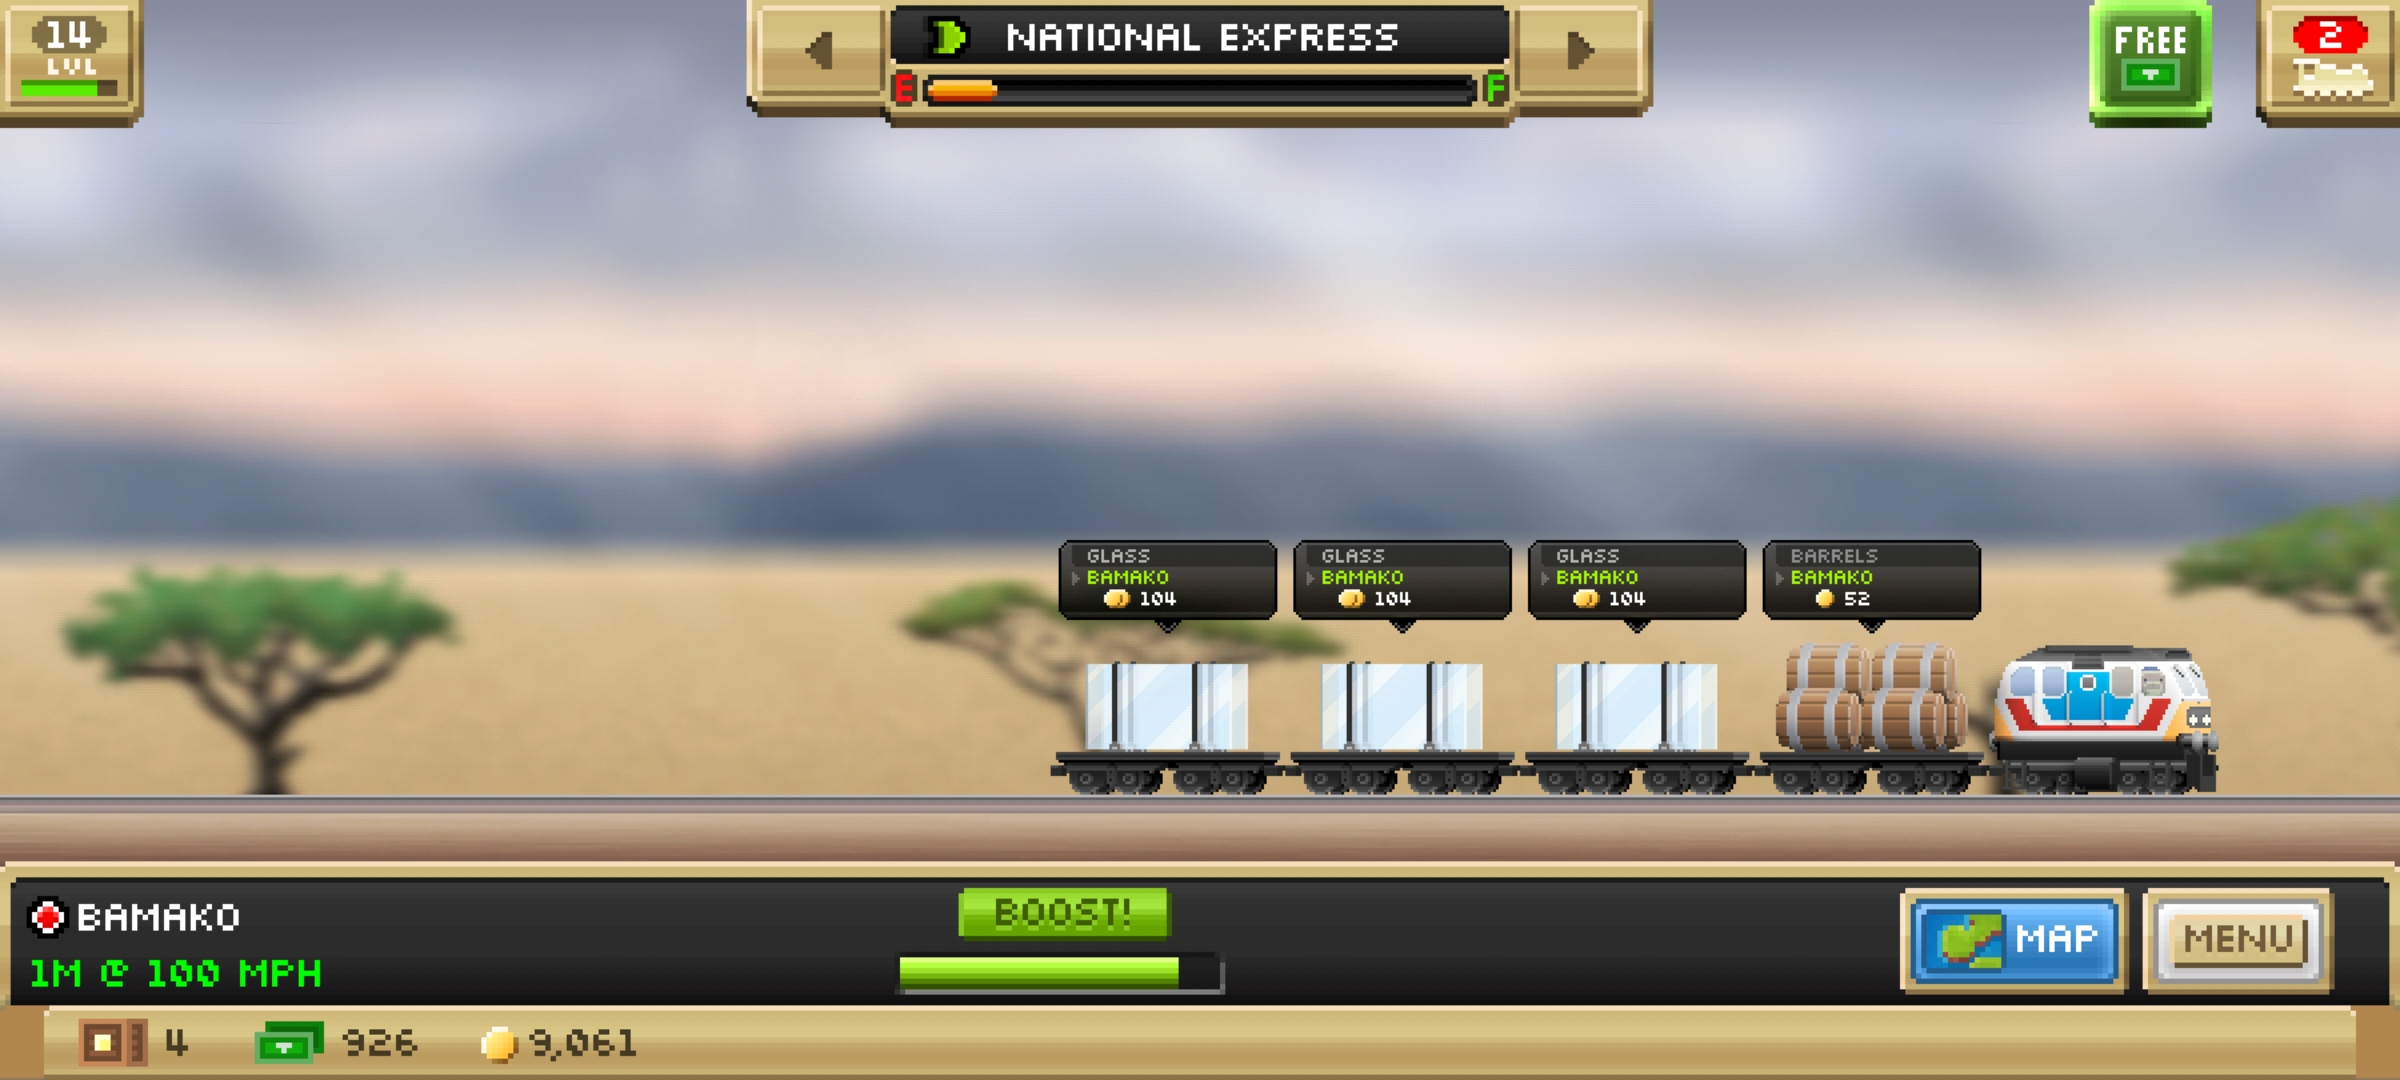 14
LVL
NATIONAL EXPRESS
E F
FREE
2
GLASS
BAMAKO
104
GLASS
BAMAKO
104
GLASS
BAMAKO
104
BARRELS
BAMAKO
52
BAMAKO
1M @ 100 MPH
BOOST!
MAP
MENU
4 926 9,061